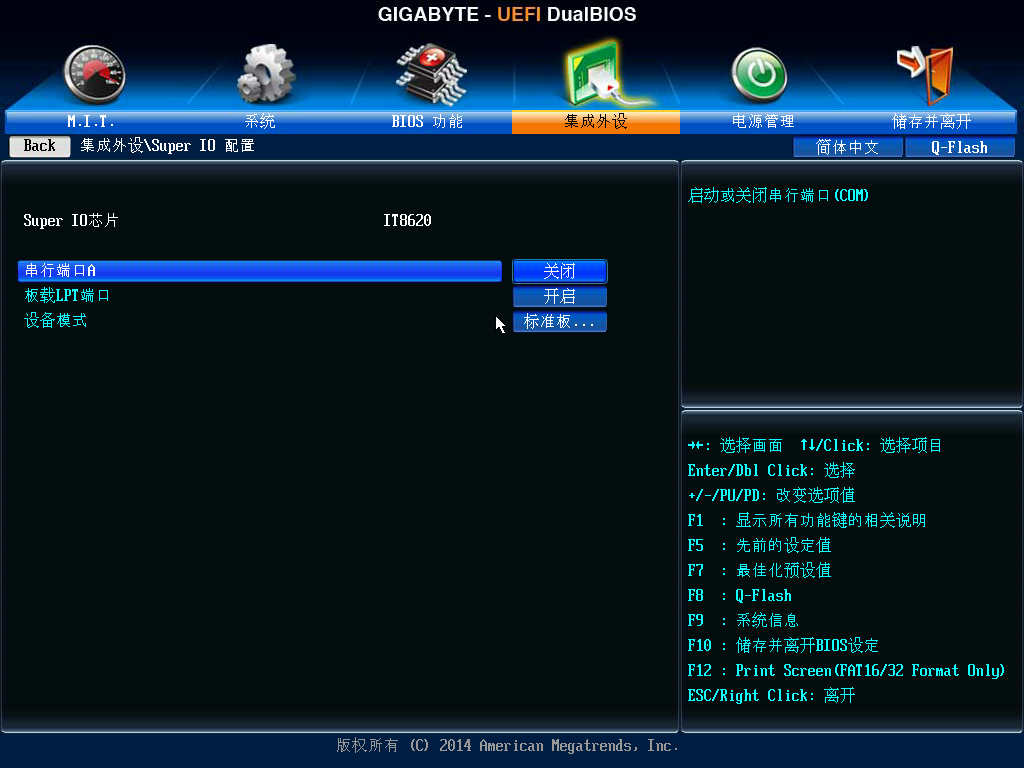 GIGABYTE - UEFI DualBIOS
M.I.T. 系统 BIOS 功能 集成外设 电源管理 储存并离开
Back 集成外设\Super IO 配置 简体中文 Q-Flash
启动或关闭串行端口(COM)
Super IO芯片 IT8620
串行端口A 关闭
板载LPT端口 开启
设备模式 标准板...
→←: 选择画面 ↑↓/Click: 选择项目
Enter/Dbl Click: 选择
+/-/PU/PD: 改变选项值
F1 : 显示所有功能键的相关说明
F5 : 先前的设定值
F7 : 最佳化预设值
F8 : Q-Flash
F9 : 系统信息
F10 : 储存并离开BIOS设定
F12 : Print Screen(FAT16/32 Format Only)
ESC/Right Click: 离开
版权所有 (C) 2014 American Megatrends, Inc.